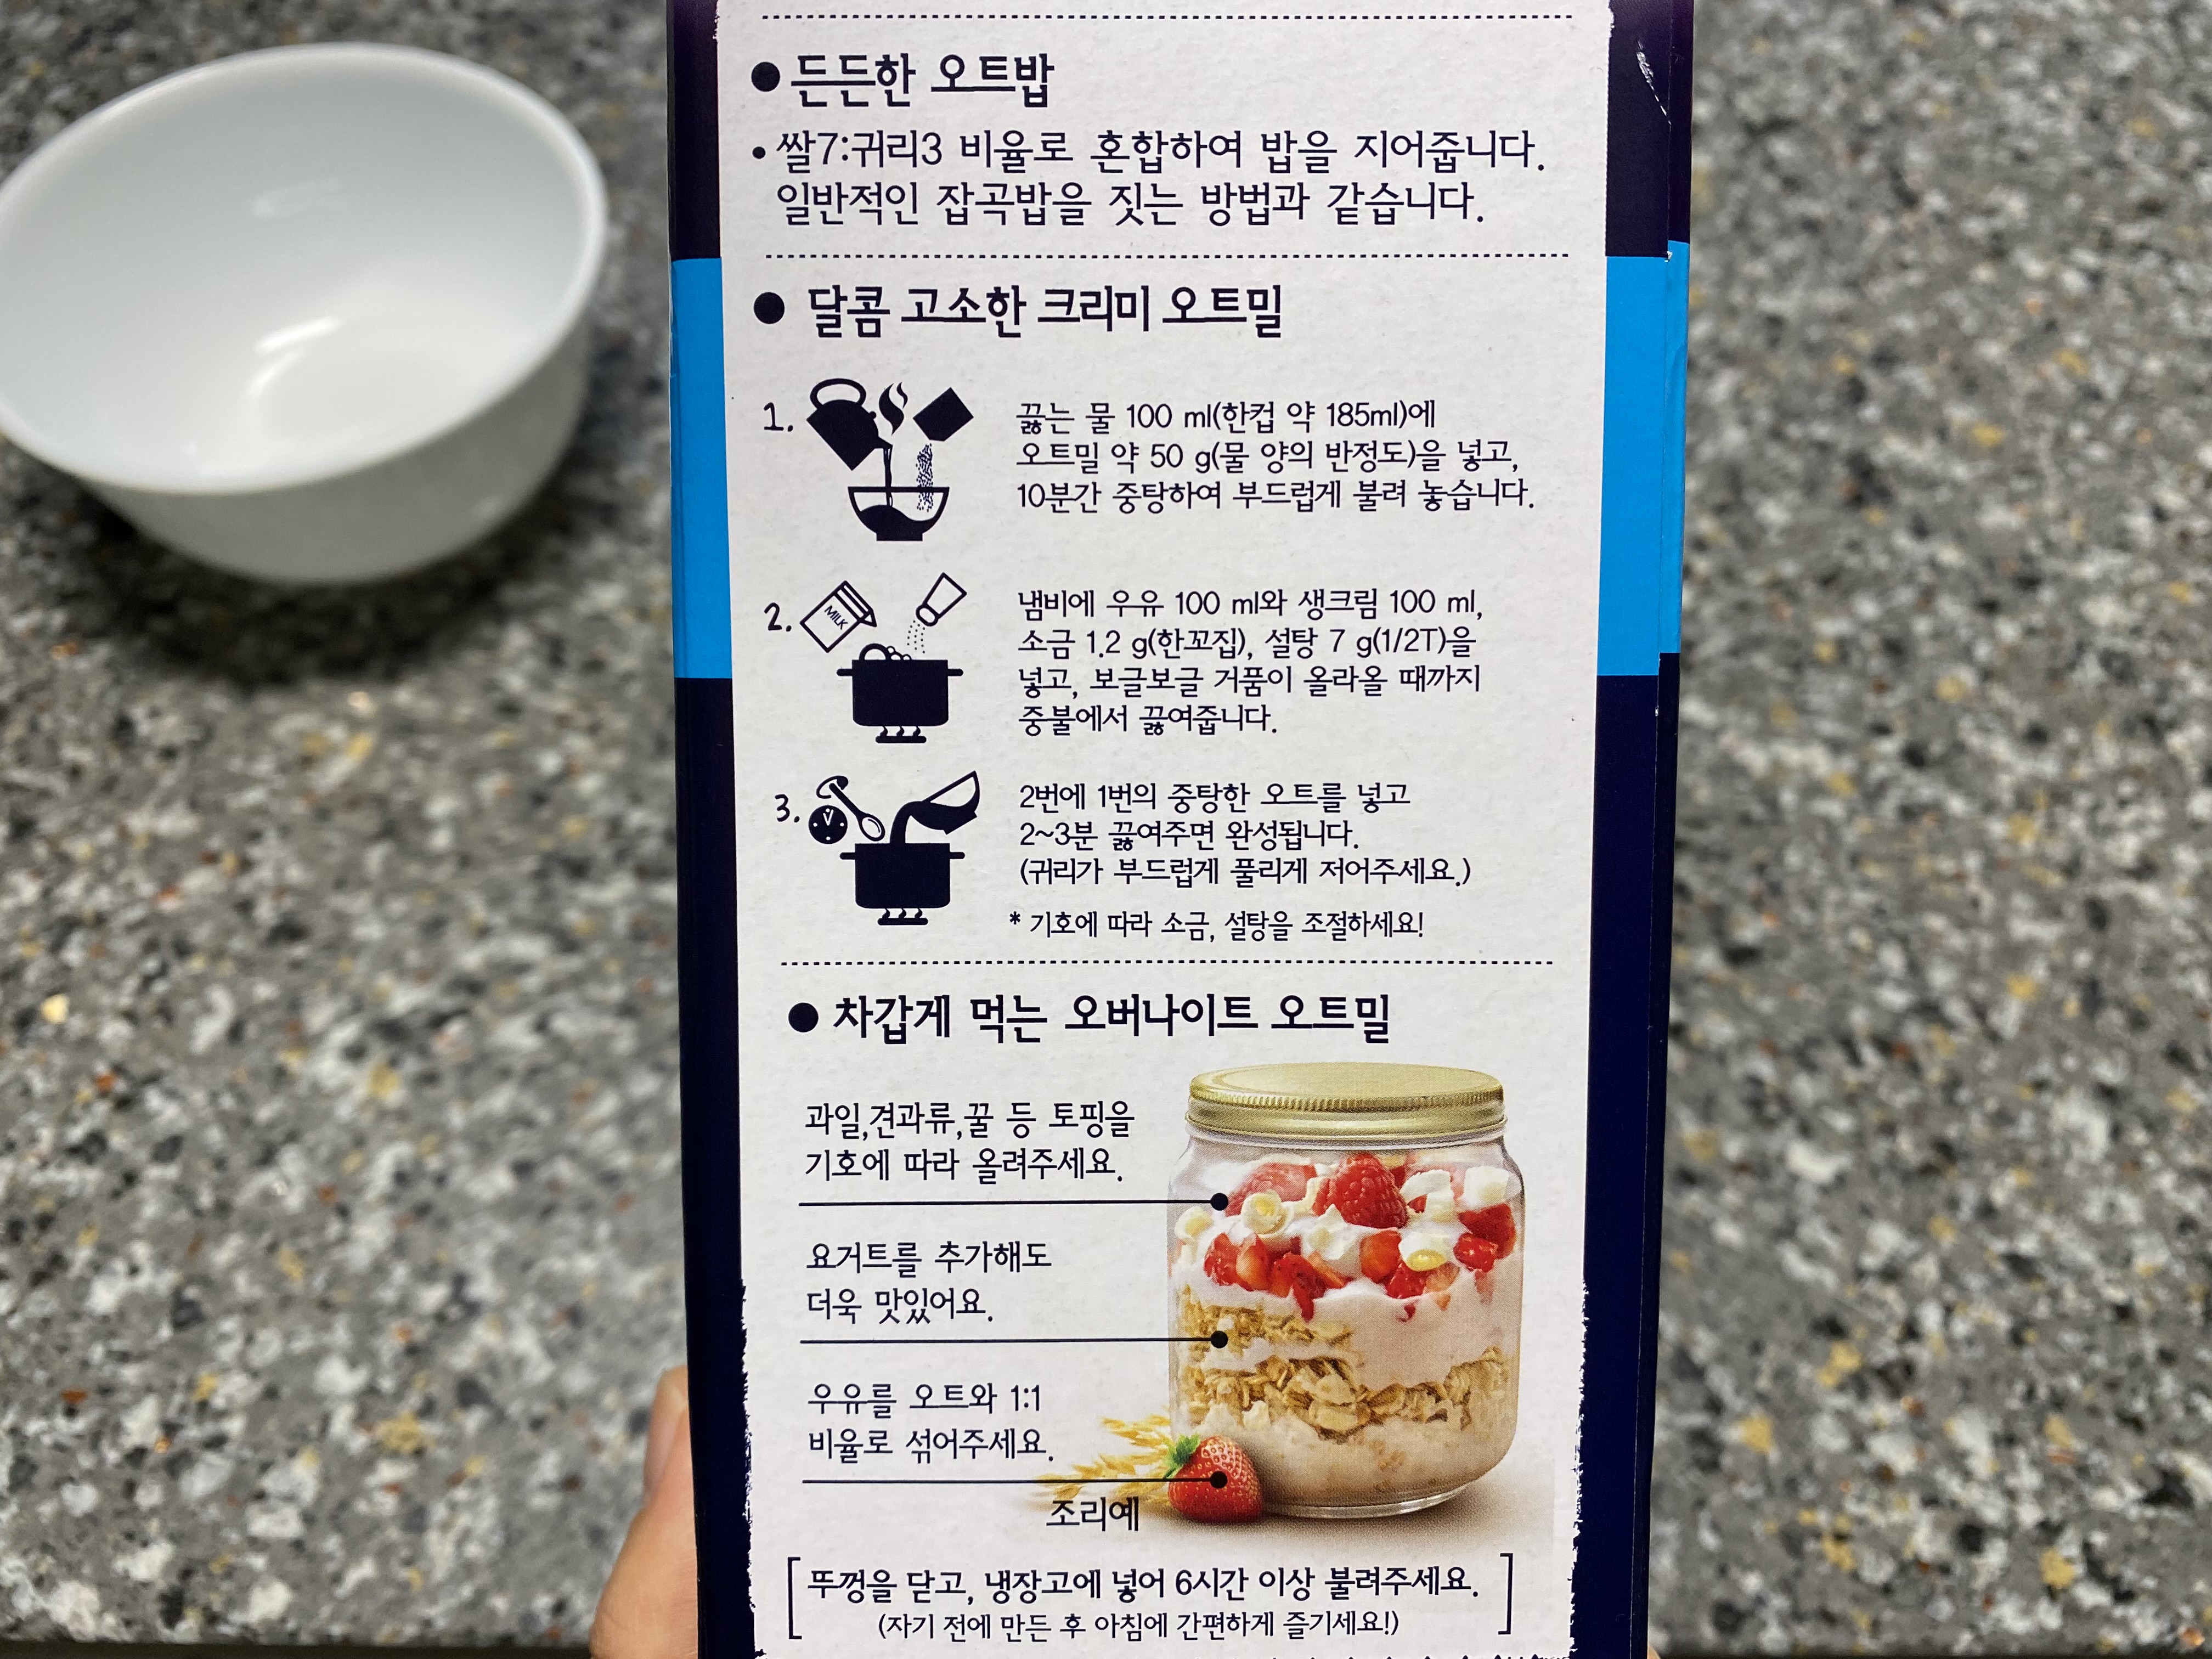 ● 든든한 오트밥
• 쌀7:귀리3 비율로 혼합하여 밥을 지어줍니다.
일반적인 잡곡밥을 짓는 방법과 같습니다.
● 달콤 고소한 크리미 오트밀
1.
끓는 물 100 ml(한컵 약 185ml)에
오트밀 약 50 g(물 양의 반정도)을 넣고,
10분간 중탕하여 부드럽게 불려 놓습니다.
2.
MILK
냄비에 우유 100 ml와 생크림 100 ml,
소금 1.2 g(한꼬집), 설탕 7 g(1/2T)을
넣고, 보글보글 거품이 올라올 때까지
중불에서 끓여줍니다.
3.
2번에 1번의 중탕한 오트를 넣고
2~3분 끓여주면 완성됩니다.
(귀리가 부드럽게 풀리게 저어주세요.)
* 기호에 따라 소금, 설탕을 조절하세요!
● 차갑게 먹는 오버나이트 오트밀
과일,견과류,꿀 등 토핑을
기호에 따라 올려주세요.
요거트를 추가해도
더욱 맛있어요.
우유를 오트와 1:1
비율로 섞어주세요.
조리예
[뚜껑을 닫고, 냉장고에 넣어 6시간 이상 불려주세요.
(자기 전에 만든 후 아침에 간편하게 즐기세요!)]